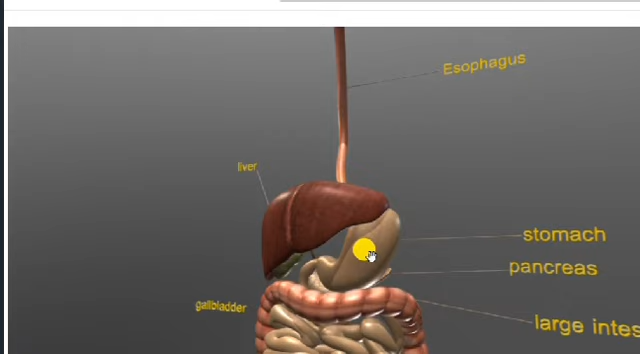 Esophagus
liver
stomach
pancreas
gallbladder
large intes